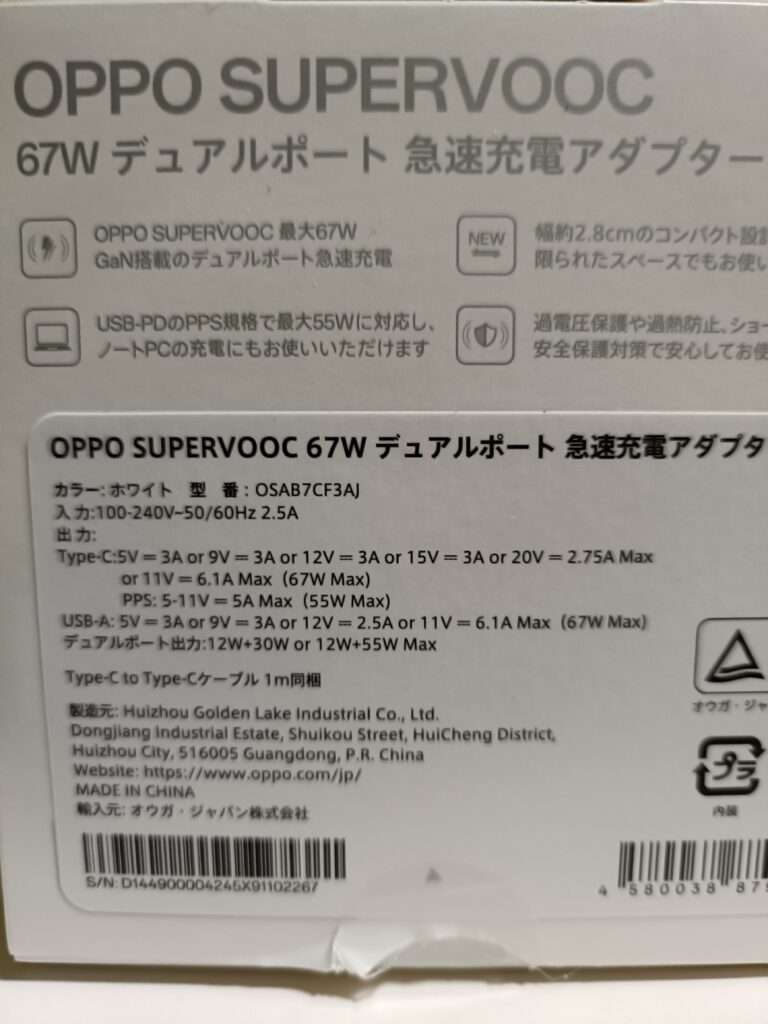 OPPO SUPERVOOC
67W デュアルポート 急速充電アダプター
OPPO SUPERVOOC 最大67W
GaN搭載のデュアルポート急速充電
NEW
幅約2.8cmのコンパクト設計
限られたスペースでもお使い
USB-PDのPPS規格で最大55Wに対応し、
ノートPCの充電にもお使いいただけます
過電圧保護や過熱防止、ショー
安全保護対策で安心してお使
OPPO SUPERVOOC 67W デュアルポート 急速充電アダプタ
カラー: ホワイト 型 番 : OSAB7CF3AJ
入力:100-240V~50/60Hz 2.5A
出力:
Type-C:5V = 3A or 9V = 3A or 12V = 3A or 15V = 3A or 20V = 2.75A Max
or 11V = 6.1A Max (67W Max)
PPS: 5-11V = 5A Max (55W Max)
USB-A: 5V = 3A or 9V = 3A or 12V = 2.5A or 11V = 6.1A Max (67W Max)
デュアルポート出力:12W+30W or 12W+55W Max
Type-C to Type-Cケーブル 1m同梱
製造元: Huizhou Golden Lake Industrial Co., Ltd.
Dongjiang Industrial Estate, Shuikou Street, HuiCheng District,
Huizhou City, 516005 Guangdong, P.R. China
Website: https://www.oppo.com/jp/
MADE IN CHINA
輸入元: オウガ・ジャパン株式会社
オウガ・ジャ
プラ
内装
S/N: D144900004245X91102267
4 580038 879